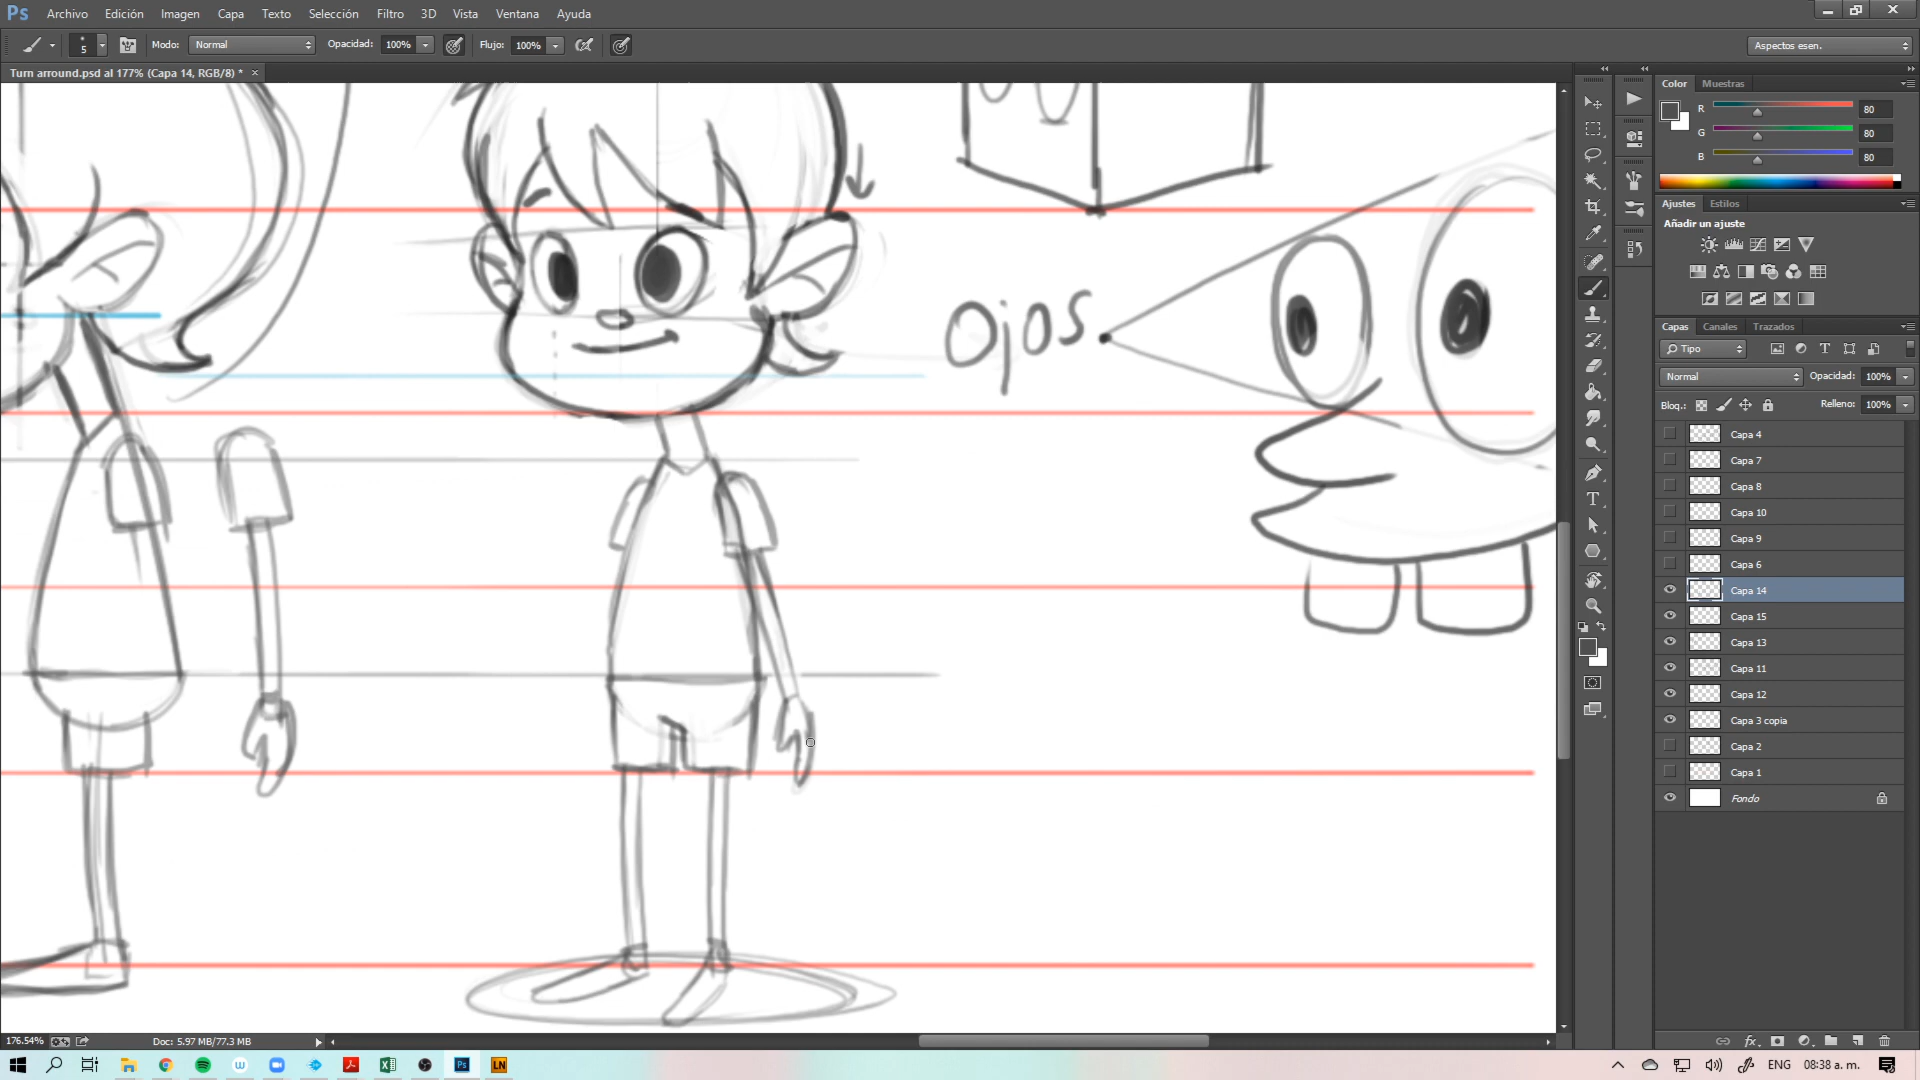 Ps Archivo Edición Imagen Capa Texto Selección Filtro 3D Vista Ventana Ayuda
5 Modo: Normal Opacidad: 100% Flujo: 100% Aspectos esen.
Turn arround.psd al 177% (Capa 14, RGB/8) * ×
Color Muestras
R 80
G 80
B 80
Ajustes Estilos
Añadir un ajuste
ojos
Capas Canales Trazados
Tipo
Normal Opacidad: 100%
Bloq.: Relleno: 100%
Capa 4
Capa 7
Capa 8
Capa 10
Capa 9
Capa 6
Capa 14
Capa 15
Capa 13
Capa 11
Capa 12
Capa 3 copia
Capa 2
Capa 1
Fondo
176.54% Doc: 5.97 MB/77.3 MB
fx
W Ps LN ENG 08:38 a. m.